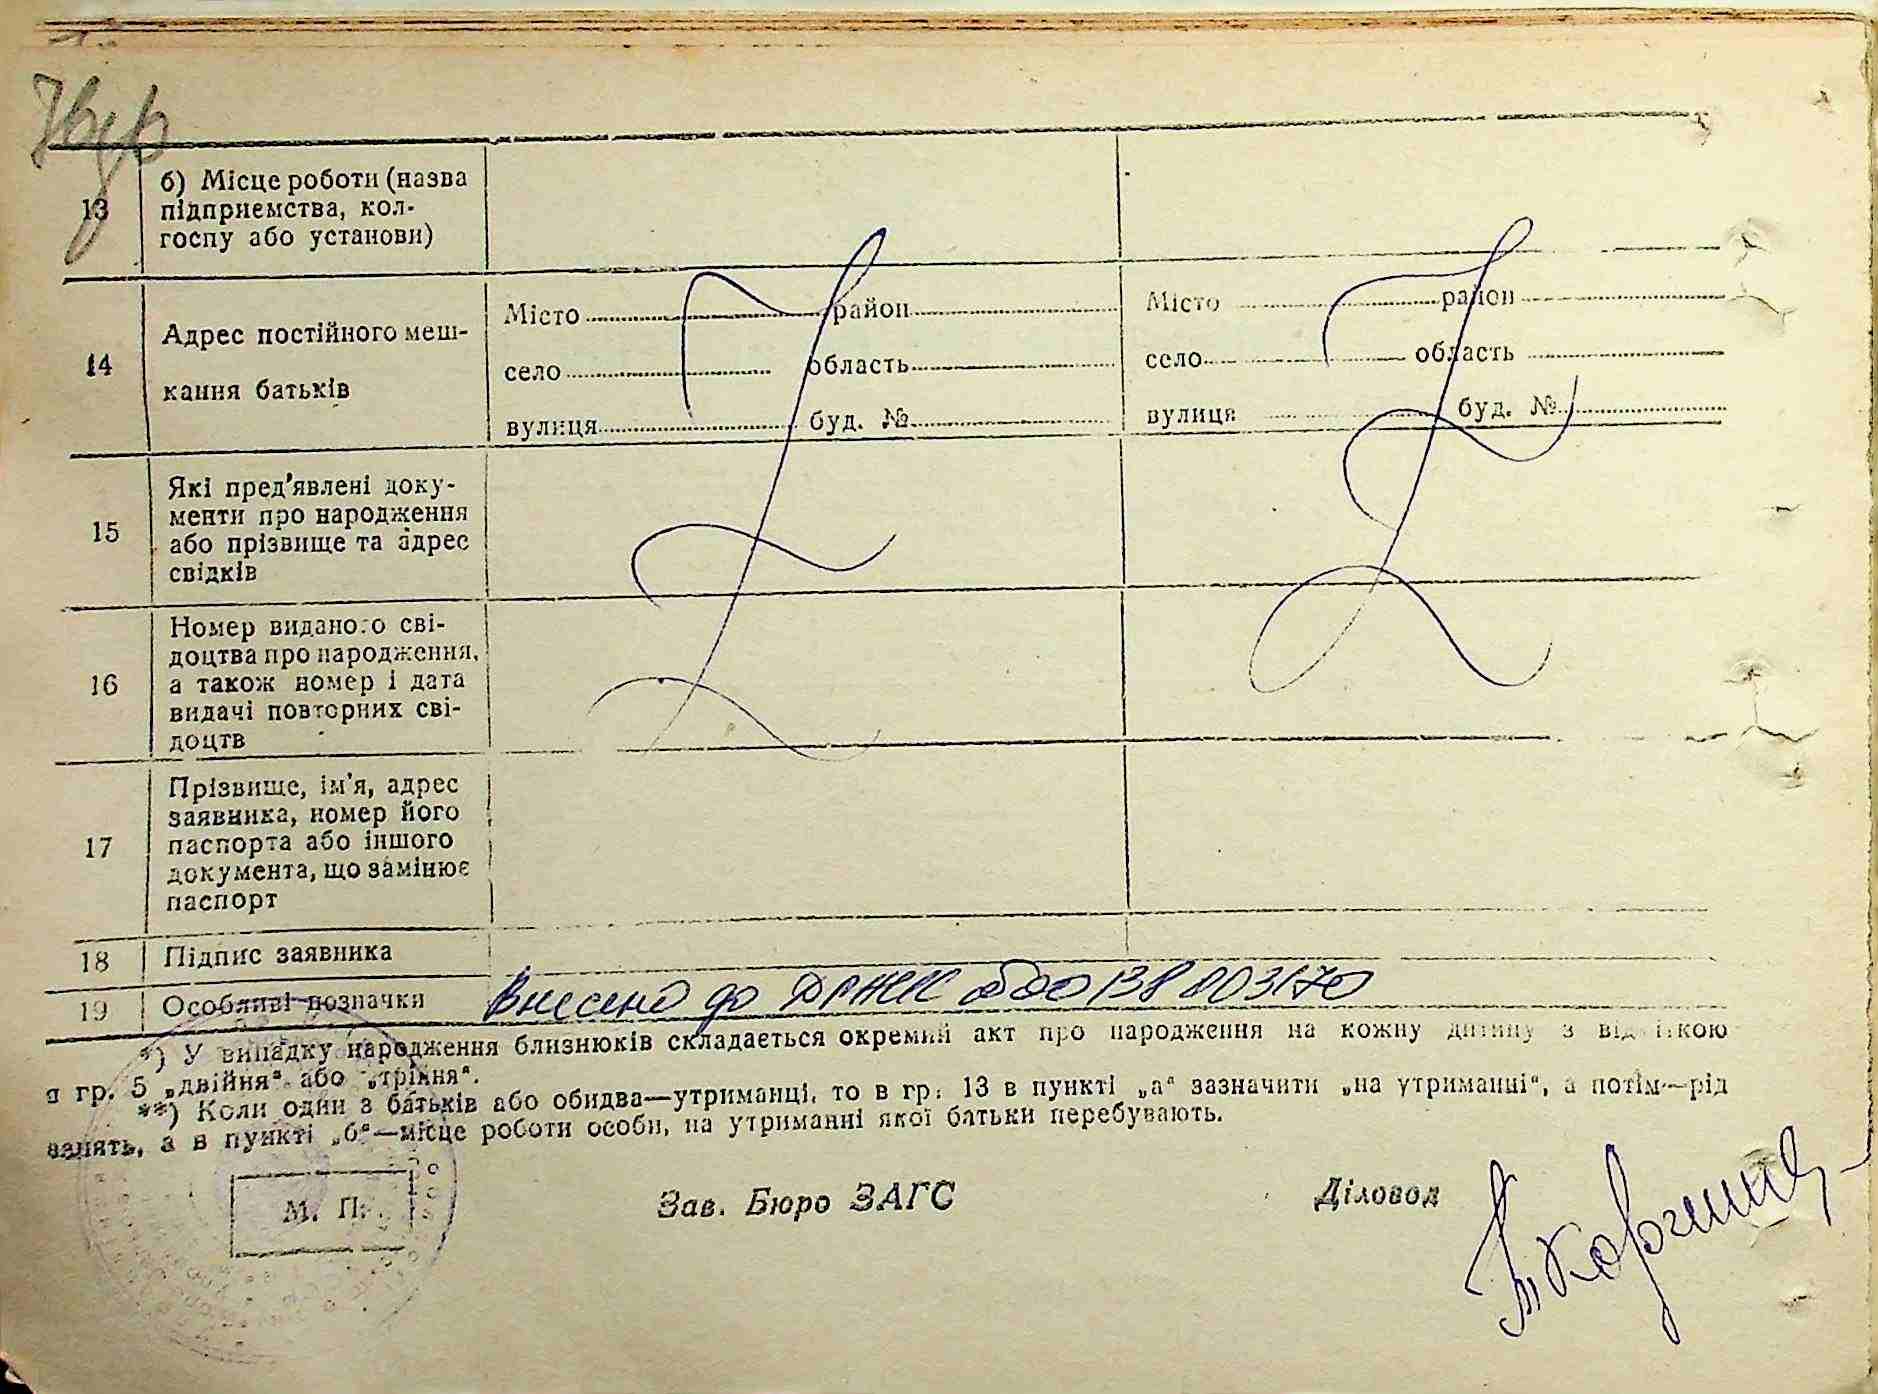 13
б) Місце роботи (назва
підприємства, кол-
госпу або установи)
14
Адрес постійного меш-
кання батьків
Місто район
село область
вулиця буд. №
Місто район
село область
вулиця буд. №
15
Які пред'явлені доку-
менти про народження
або прізвище та адрес
свідків
16
Номер виданого сві-
доцтва про народження,
а також номер і дата
видачі повторних сві-
доцтв
17
Прізвище, ім'я, адрес
заявника, номер його
паспорта або іншого
документа, що замінює
паспорт
18 Підпис заявника
19 Особливі позначки Внесено до 00138803170
*) У випадку народження близнюків складається окремий акт про народження на кожну дитину з відміткою
я гр. 5 „двійня" або „трійня".
**) Коли один з батьків або обидва—утриманці, то в гр. 13 в пункті „а" зазначити „на утриманні", а потім—рід
занять, а в пункті „б"—місце роботи особи, на утриманні якої батьки перебувають.
М. П.
Зав. Бюро ЗАГС
Діловод